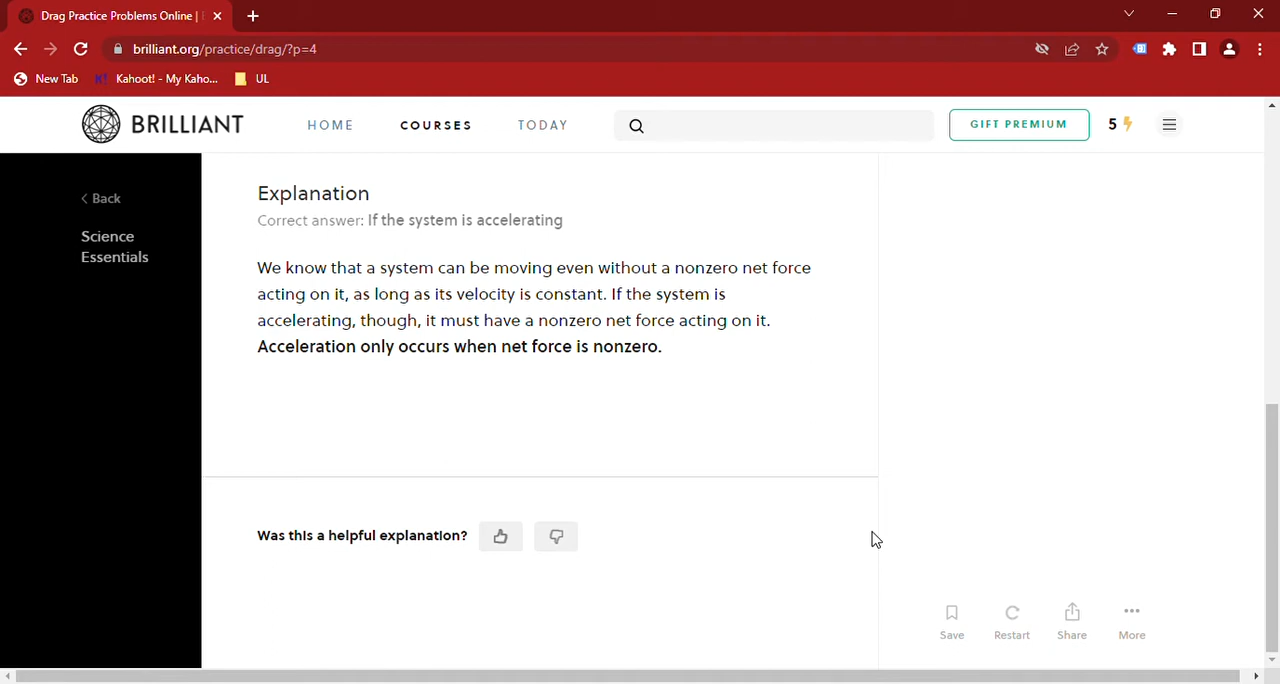 Drag Practice Problems Online |
brilliant.org/practice/drag/?p=4
New Tab
K! Kahoot! - My Kaho...
UL
BRILLIANT
HOME
COURSES
TODAY
GIFT PREMIUM
5
Back
Science
Essentials
Explanation
Correct answer: If the system is accelerating
We know that a system can be moving even without a nonzero net force
acting on it, as long as its velocity is constant. If the system is
accelerating, though, it must have a nonzero net force acting on it.
Acceleration only occurs when net force is nonzero.
Was this a helpful explanation?
Save
Restart
Share
More